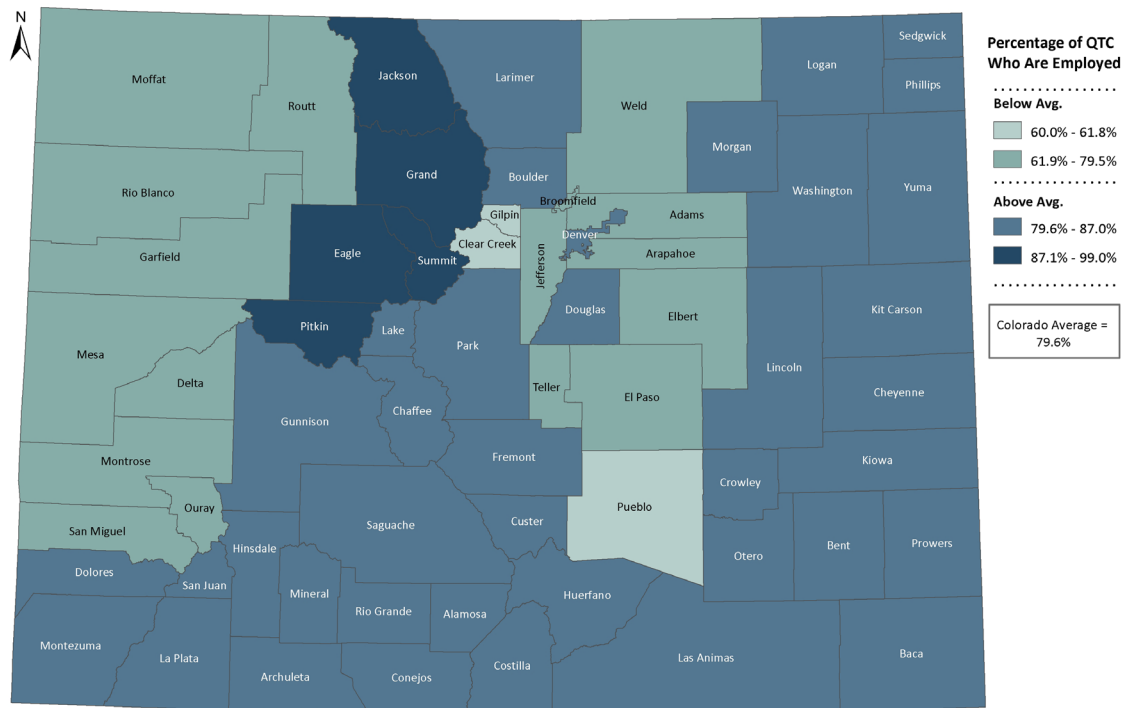 N
Percentage of QTC
Who Are Employed
Below Avg.
60.0% - 61.8%
61.9% - 79.5%
Above Avg.
79.6% - 87.0%
87.1% - 99.0%
Colorado Average =
79.6%
Moffat
Routt
Jackson
Larimer
Weld
Logan
Sedgwick
Phillips
Rio Blanco
Grand
Boulder
Morgan
Washington
Yuma
Garfield
Eagle
Summit
Gilpin
Clear Creek
Broomfield
Jefferson
Denver
Adams
Arapahoe
Mesa
Pitkin
Lake
Park
Douglas
Elbert
Lincoln
Kit Carson
Delta
Gunnison
Chaffee
Teller
El Paso
Cheyenne
Montrose
Fremont
Crowley
Kiowa
Ouray
San Miguel
Saguache
Custer
Pueblo
Otero
Bent
Prowers
Dolores
San Juan
Hinsdale
Mineral
Rio Grande
Alamosa
Huerfano
Montezuma
La Plata
Archuleta
Conejos
Costilla
Las Animas
Baca